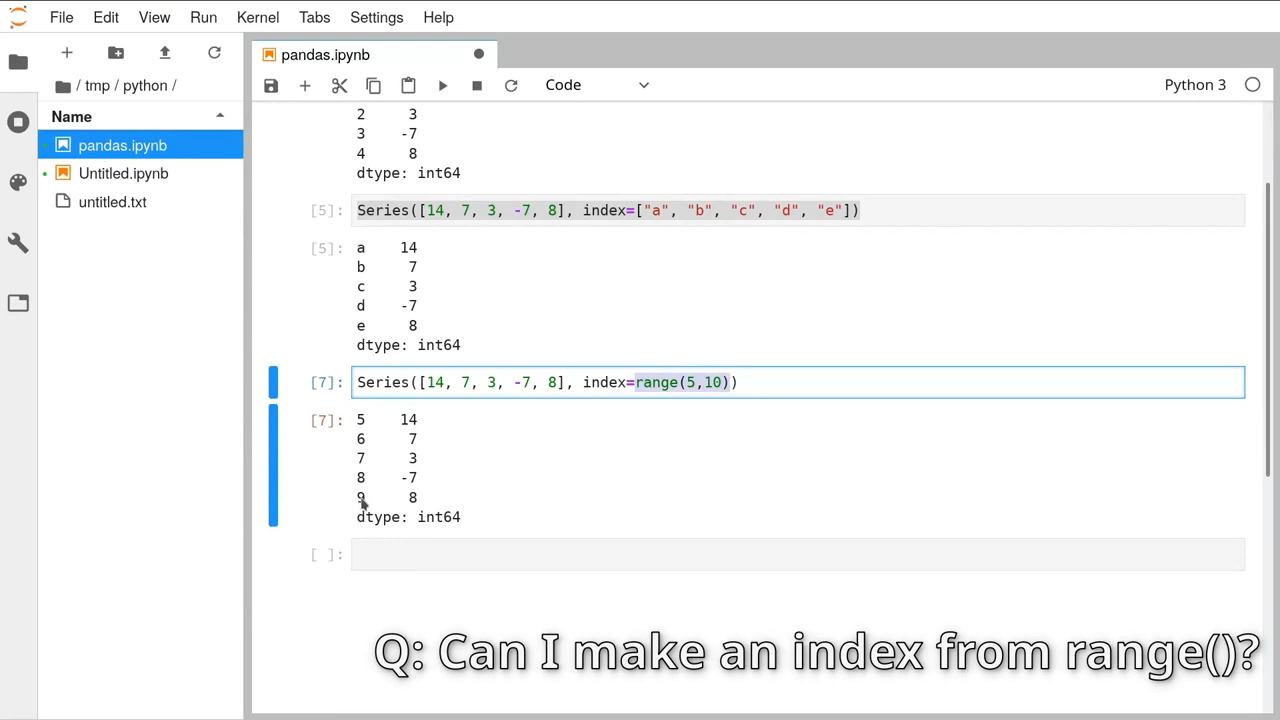 File Edit View Run Kernel Tabs Settings Help
/ tmp / python /
Name
pandas.ipynb
Untitled.ipynb
untitled.txt
pandas.ipynb
Code
Python 3
2 3
3 -7
4 8
dtype: int64
[5]: Series([14, 7, 3, -7, 8], index=["a", "b", "c", "d", "e"])
[5]: a 14
b 7
c 3
d -7
e 8
dtype: int64
[7]: Series([14, 7, 3, -7, 8], index=range(5,10))
[7]: 5 14
6 7
7 3
8 -7
9 8
dtype: int64
[ ]:
Q: Can I make an index from range()?